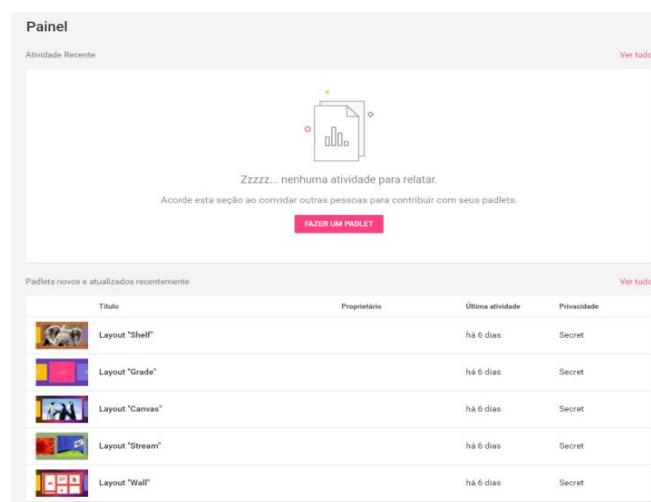 Painel
Atividade Recente Ver tudo
Zzzzz... nenhuma atividade para relatar.
Acorde esta seção ao convidar outras pessoas para contribuir com seus padlets.
FAZER UM PADLET
Padlets novos e atualizados recentemente Ver tudo
Título Proprietário Última atividade Privacidade
Layout "Shelf" há 6 dias Secret
Layout "Grade" há 6 dias Secret
Layout "Canvas" há 6 dias Secret
Layout "Stream" há 6 dias Secret
Layout "Wall" há 6 dias Secret